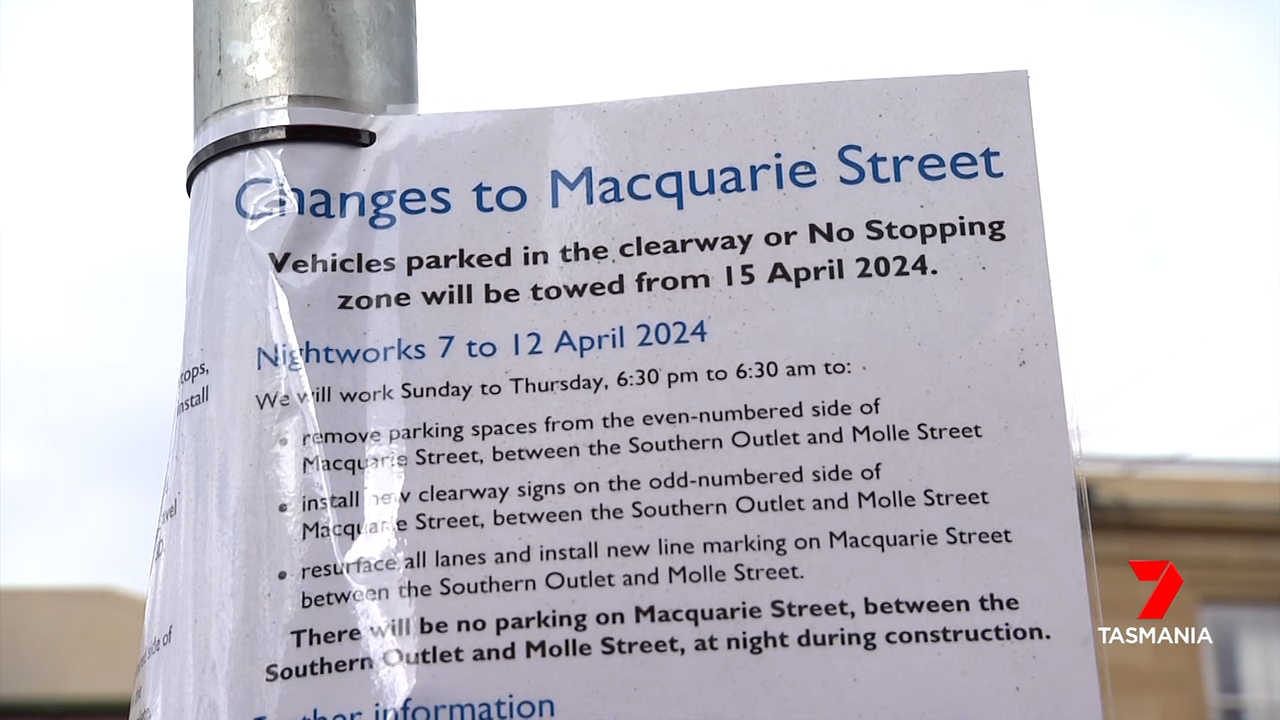 Changes to Macquarie Street
Vehicles parked in the clearway or No Stopping
zone will be towed from 15 April 2024.
Nightworks 7 to 12 April 2024
We will work Sunday to Thursday, 6:30 pm to 6:30 am to:
• remove parking spaces from the even-numbered side of
Macquarie Street, between the Southern Outlet and Molle Street
• install new clearway signs on the odd-numbered side of
Macquarie Street, between the Southern Outlet and Molle Street
• resurface all lanes and install new line marking on Macquarie Street
between the Southern Outlet and Molle Street.
There will be no parking on Macquarie Street, between the
Southern Outlet and Molle Street, at night during construction.
Further information
side of
7
TASMANIA